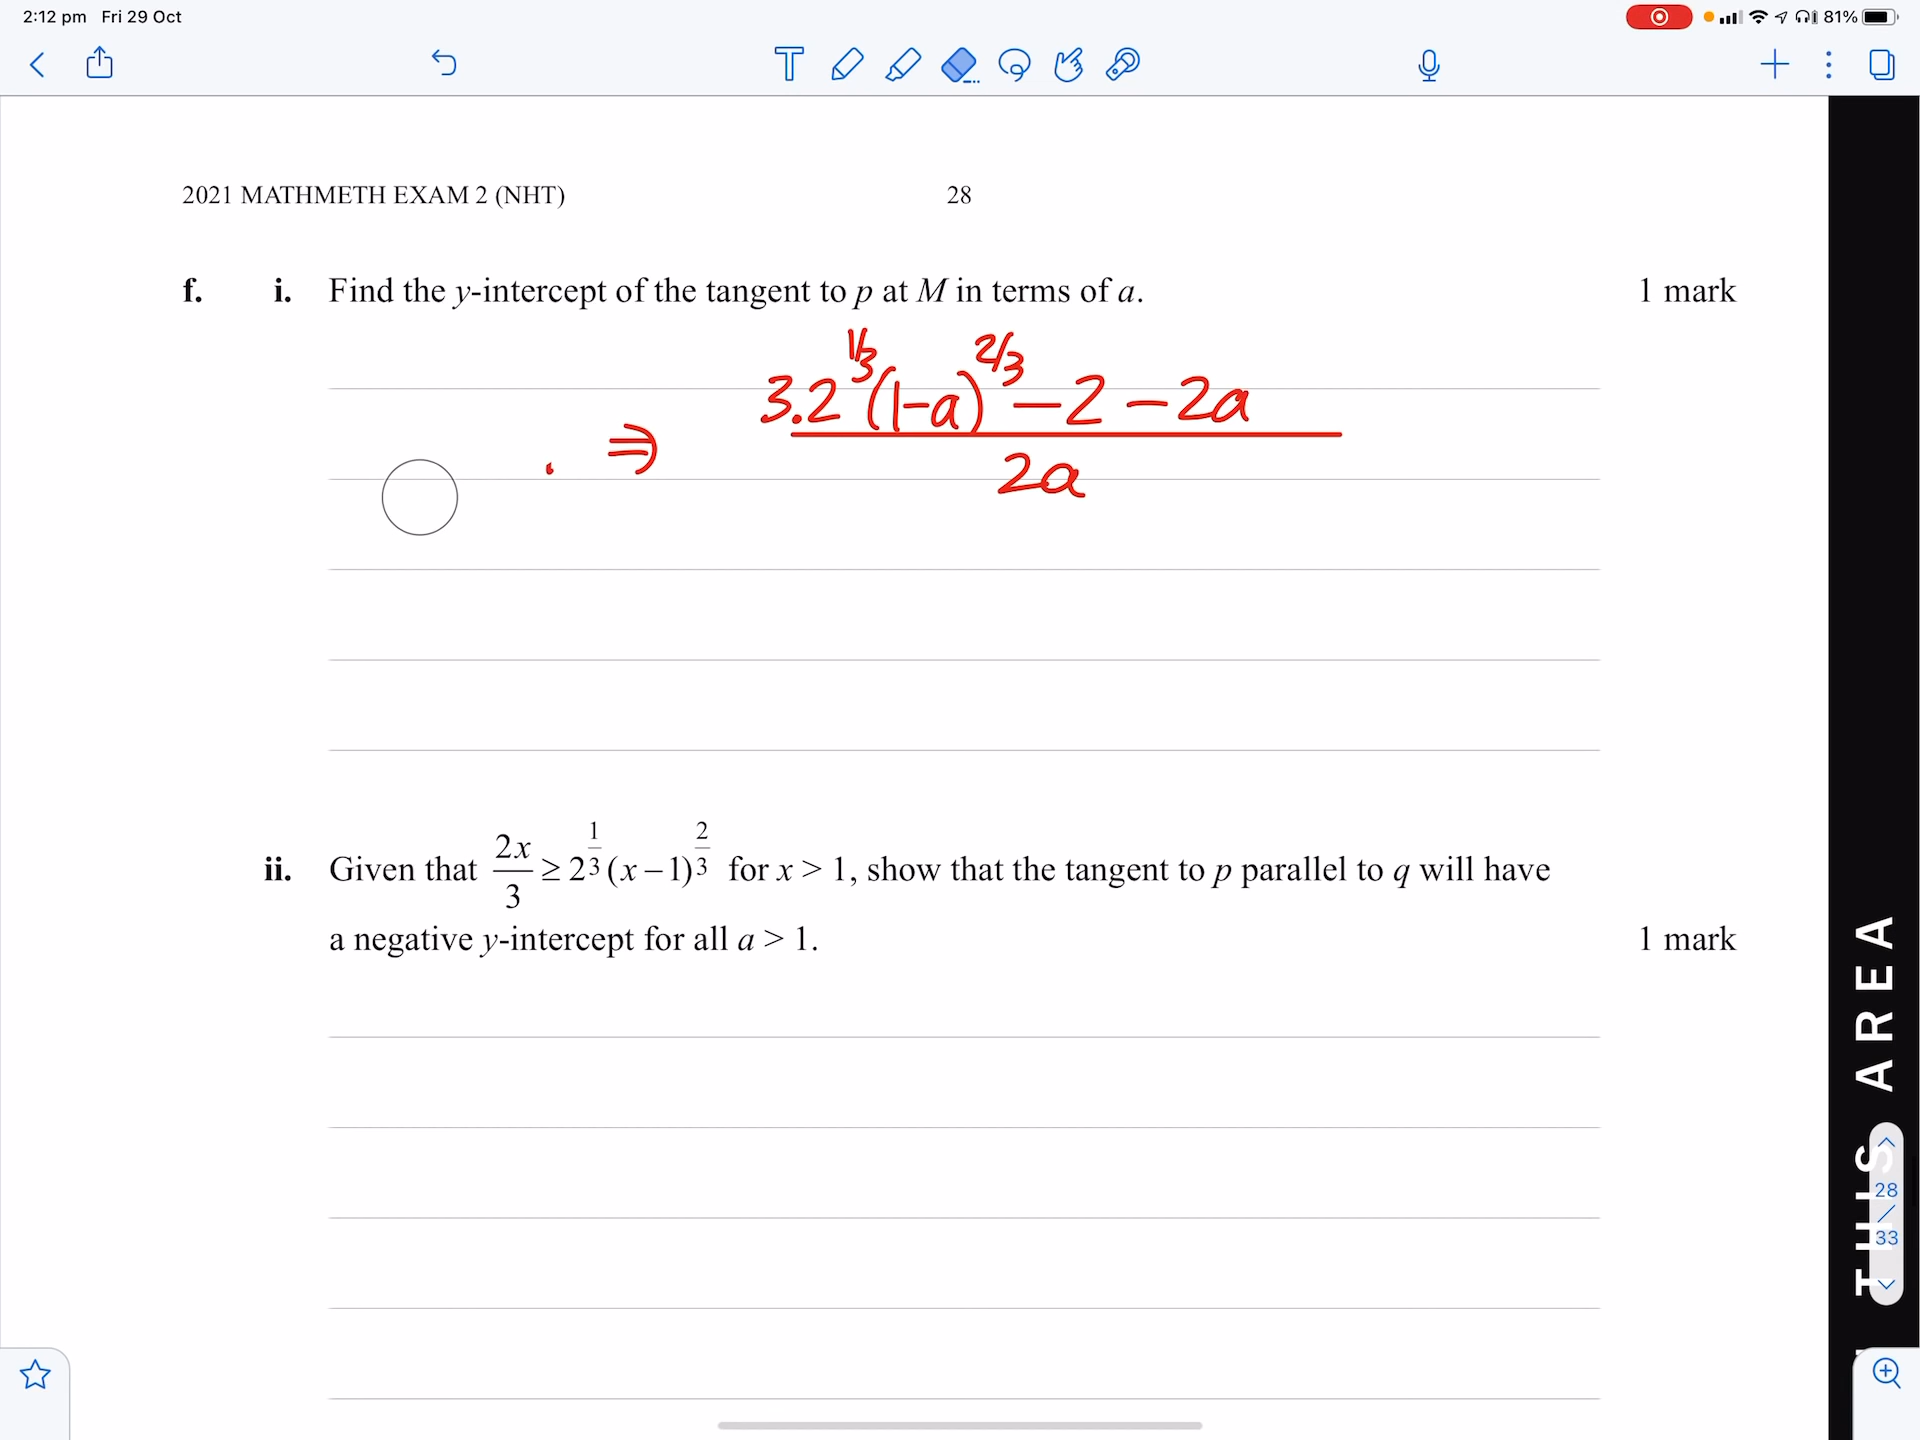 2:12 pm Fri 29 Oct 81%
2021 MATHMETH EXAM 2 (NHT) 28
f. i. Find the y-intercept of the tangent to p at M in terms of a. 1 mark
⇒ 3.2^(1/3) (1-a)^(2/3) - 2 - 2a
2a
ii. Given that 2x/3 ≥ 2^(1/3) (x – 1)^(2/3) for x > 1, show that the tangent to p parallel to q will have
a negative y-intercept for all a > 1. 1 mark
THIS AREA
28
33